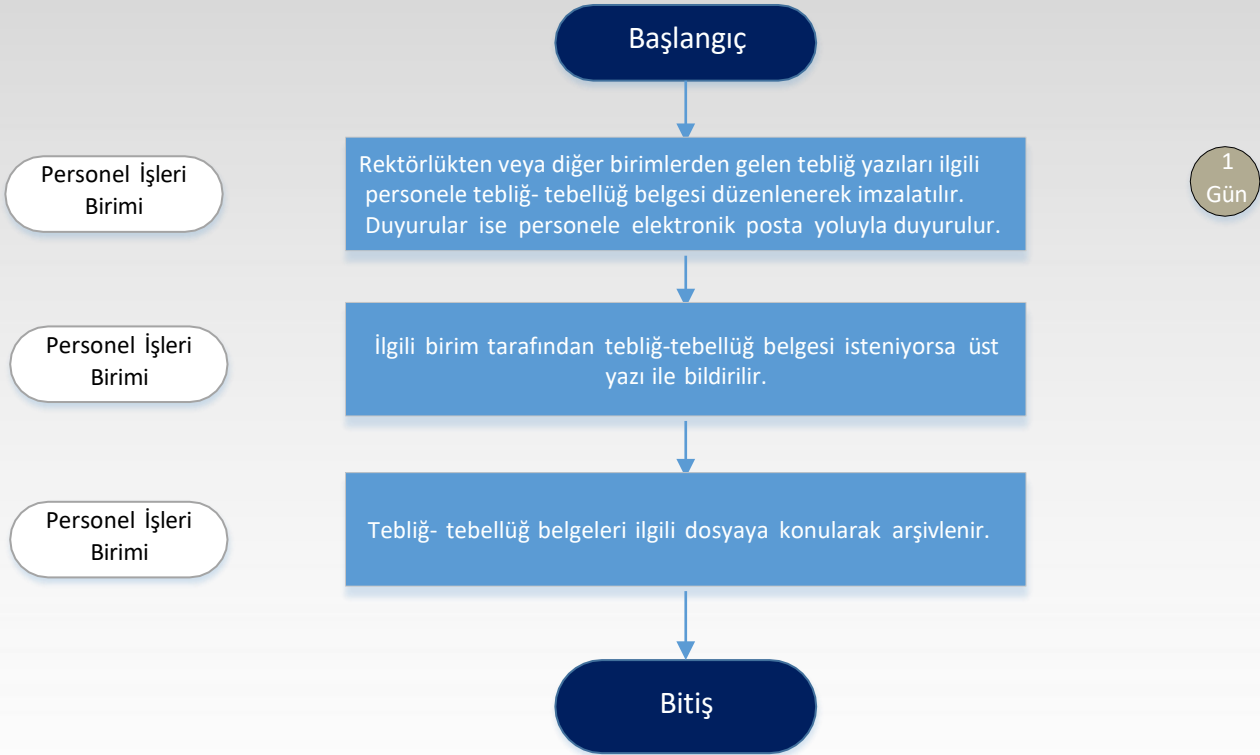 Başlangıç
Personel İşleri
Birimi
Rektörlükten veya diğer birimlerden gelen tebliğ yazıları ilgili
personele tebliğ- tebellüğ belgesi düzenlenerek imzalatılır.
Duyurular ise personele elektronik posta yoluyla duyurulur.
1
Gün
Personel İşleri
Birimi
İlgili birim tarafından tebliğ-tebellüğ belgesi isteniyorsa üst
yazı ile bildirilir.
Personel İşleri
Birimi
Tebliğ- tebellüğ belgeleri ilgili dosyaya konularak arşivlenir.
Bitiş